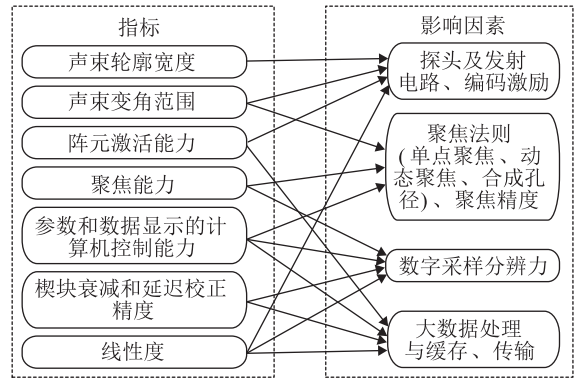 指标
声束轮廓宽度
声束变角范围
阵元激活能力
聚焦能力
参数和数据显示的计
算机控制能力
楔块衰减和延迟校正
精度
线性度
影响因素
探头及发射
电路、编码激励
聚焦法则
(单点聚焦、动
态聚焦、合成孔
径)、聚焦精度
数字采样分辨力
大数据处理
与缓存、传输